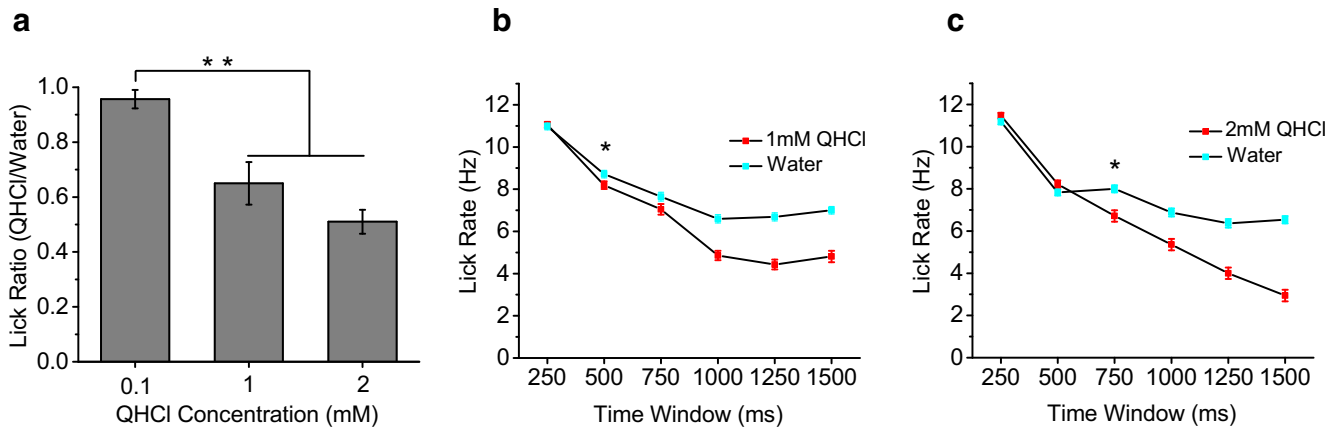 a
* *
1.0
0.8
0.6
0.4
0.2
0.0
Lick Ratio (QHCl/Water)
0.1 1 2
QHCl Concentration (mM)
b
12
10
8
6
4
2
0
Lick Rate (Hz)
*
1mM QHCl
Water
250 500 750 1000 1250 1500
Time Window (ms)
c
12
10
8
6
4
2
0
Lick Rate (Hz)
*
2mM QHCl
Water
250 500 750 1000 1250 1500
Time Window (ms)